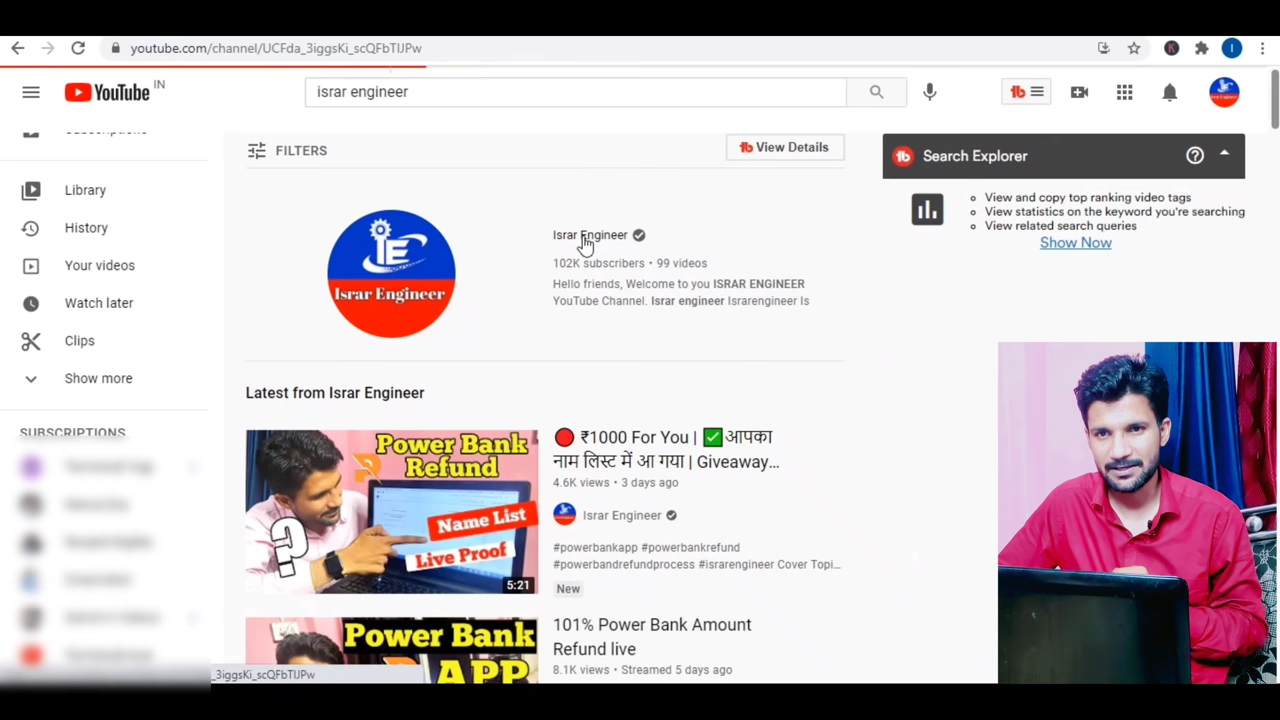 youtube.com/channel/UCFda_3iggsKi_scQFbTlJPw
K
I
YouTube IN
israr engineer
Israr Engineer
Subscriptions
FILTERS
View Details
Search Explorer
View and copy top ranking video tags
View statistics on the keyword you're searching
View related search queries
Show Now
Library
History
Your videos
Watch later
Clips
Show more
SUBSCRIPTIONS
IE
Israr Engineer
Israr Engineer
102K subscribers • 99 videos
Hello friends, Welcome to you ISRAR ENGINEER
YouTube Channel. Israr engineer Israrengineer Is
Latest from Israr Engineer
Power Bank
Refund
Name List
Live Proof
?
5:21
🔴 ₹1000 For You | ✅ आपका
नाम लिस्ट में आ गया | Giveaway...
4.6K views • 3 days ago
Israr Engineer
#powerbankapp #powerbankrefund
#powerbandrefundprocess #israrengineer Cover Topi...
New
Power Bank
APP
101% Power Bank Amount
Refund live
8.1K views • Streamed 5 days ago
_3iggsKi_scQFbTlJPw